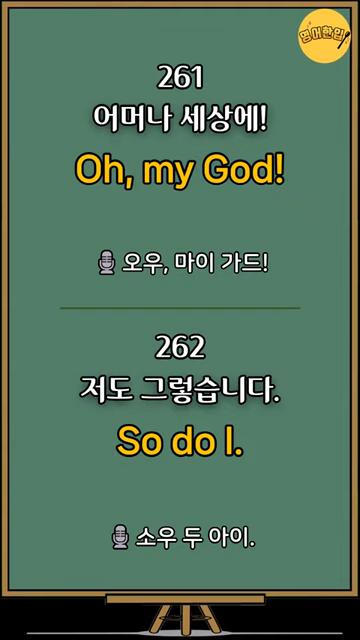 영어한입
261
어머나 세상에!
Oh, my God!
오우, 마이 가드!
262
저도 그렇습니다.
So do I.
소우 두 아이.